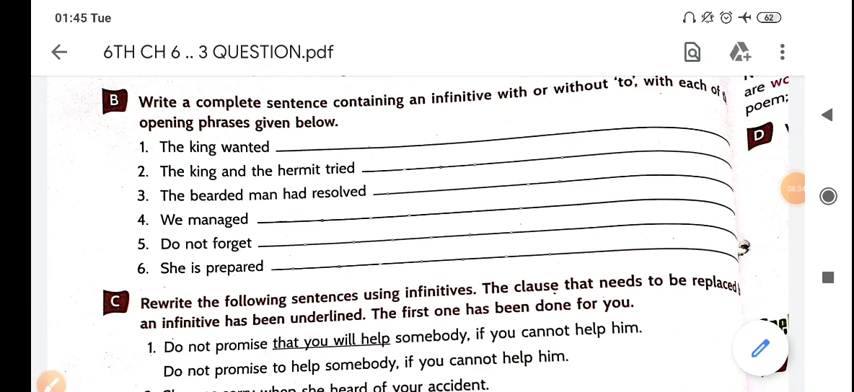 01:45 Tue
62
6TH CH 6 .. 3 QUESTION.pdf
B Write a complete sentence containing an infinitive with or without 'to', with each of
opening phrases given below.
1. The king wanted
2. The king and the hermit tried
3. The bearded man had resolved
4. We managed
5. Do not forget
6. She is prepared
C Rewrite the following sentences using infinitives. The clause that needs to be replaced
an infinitive has been underlined. The first one has been done for you.
1. Do not promise that you will help somebody, if you cannot help him.
Do not promise to help somebody, if you cannot help him.
when she heard of your accident.
are
poem;
D